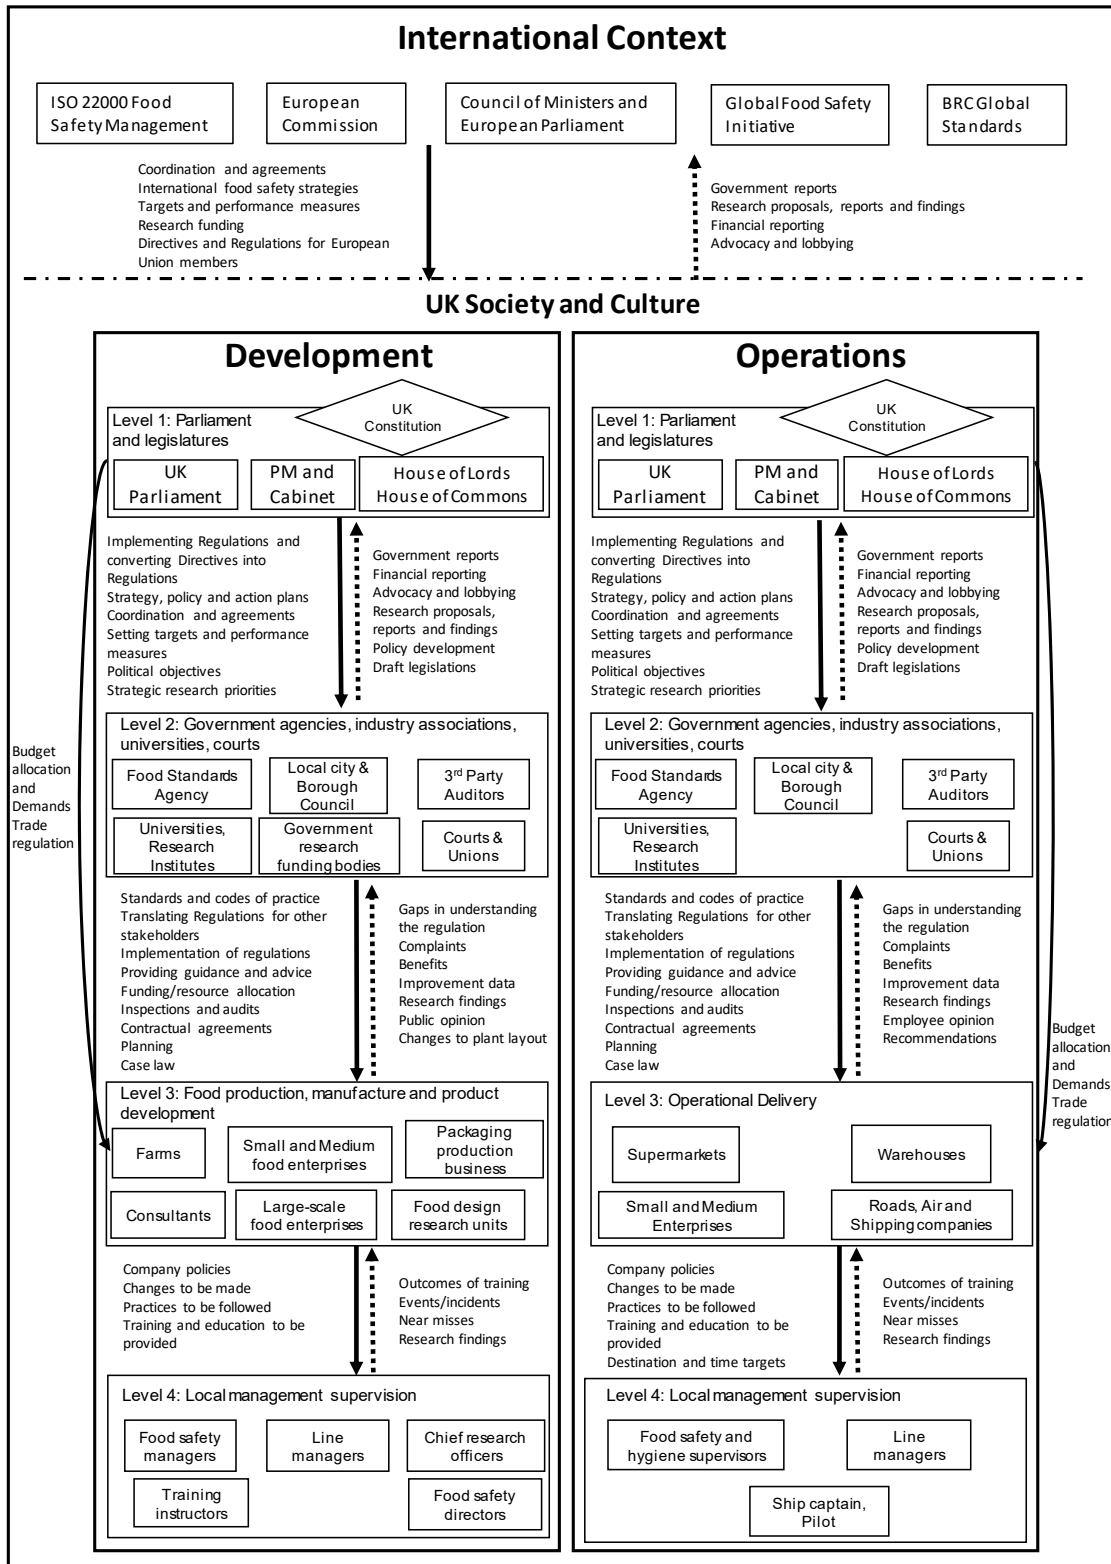 International Context
ISO 22000 Food
Safety Management
European
Commission
Council of Ministers and
European Parliament
Global Food Safety
Initiative
BRC Global
Standards
Coordination and agreements
International food safety strategies
Targets and performance measures
Research funding
Directives and Regulations for European
Union members
Government reports
Research proposals, reports and findings
Financial reporting
Advocacy and lobbying
UK Society and Culture
Development
UK
Constitution
Level 1: Parliament
and legislatures
UK
Parliament
PM and
Cabinet
House of Lords
House of Commons
Implementing Regulations and
converting Directives into
Regulations
Strategy, policy and action plans
Coordination and agreements
Setting targets and performance
measures
Political objectives
Strategic research priorities
Government reports
Financial reporting
Advocacy and lobbying
Research proposals,
reports and findings
Policy development
Draft legislations
Budget
allocation
and
Demands
Trade
regulation
Level 2: Government agencies, industry associations,
universities, courts
Food Standards
Agency
Local city &
Borough
Council
3rd Party
Auditors
Universities,
Research
Institutes
Government
research
funding bodies
Courts &
Unions
Standards and codes of practice
Translating Regulations for other
stakeholders
Implementation of regulations
Providing guidance and advice
Funding/resource allocation
Inspections and audits
Contractual agreements
Planning
Case law
Gaps in understanding
the regulation
Complaints
Benefits
Improvement data
Research findings
Public opinion
Changes to plant layout
Level 3: Food production, manufacture and product
development
Farms
Small and Medium
food enterprises
Packaging
production
business
Consultants
Large-scale
food enterprises
Food design
research units
Company policies
Changes to be made
Practices to be followed
Training and education to be
provided
Outcomes of training
Events/incidents
Near misses
Research findings
Level 4: Local management supervision
Food safety
managers
Line
managers
Chief research
officers
Training
instructors
Food safety
directors
Operations
UK
Constitution
Level 1: Parliament
and legislatures
UK
Parliament
PM and
Cabinet
House of Lords
House of Commons
Implementing Regulations and
converting Directives into
Regulations
Strategy, policy and action plans
Coordination and agreements
Setting targets and performance
measures
Political objectives
Strategic research priorities
Government reports
Financial reporting
Advocacy and lobbying
Research proposals,
reports and findings
Policy development
Draft legislations
Level 2: Government agencies, industry associations,
universities, courts
Food Standards
Agency
Local city &
Borough
Council
3rd Party
Auditors
Universities,
Research
Institutes
Courts &
Unions
Standards and codes of practice
Translating Regulations for other
stakeholders
Implementation of regulations
Providing guidance and advice
Funding/resource allocation
Inspections and audits
Contractual agreements
Planning
Case law
Gaps in understanding
the regulation
Complaints
Benefits
Improvement data
Research findings
Employee opinion
Recommendations
Budget
allocation
and
Demands
Trade
regulation
Level 3: Operational Delivery
Supermarkets
Warehouses
Small and Medium
Enterprises
Roads, Air and
Shipping companies
Company policies
Changes to be made
Practices to be followed
Training and education to be
provided
Destination and time targets
Outcomes of training
Events/incidents
Near misses
Research findings
Level 4: Local management supervision
Food safety and
hygiene supervisors
Line
managers
Ship captain,
Pilot